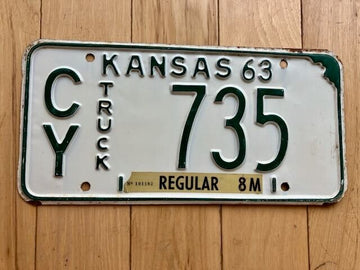 KANSAS 63
CY
TRUCK
735
REGULAR 8M